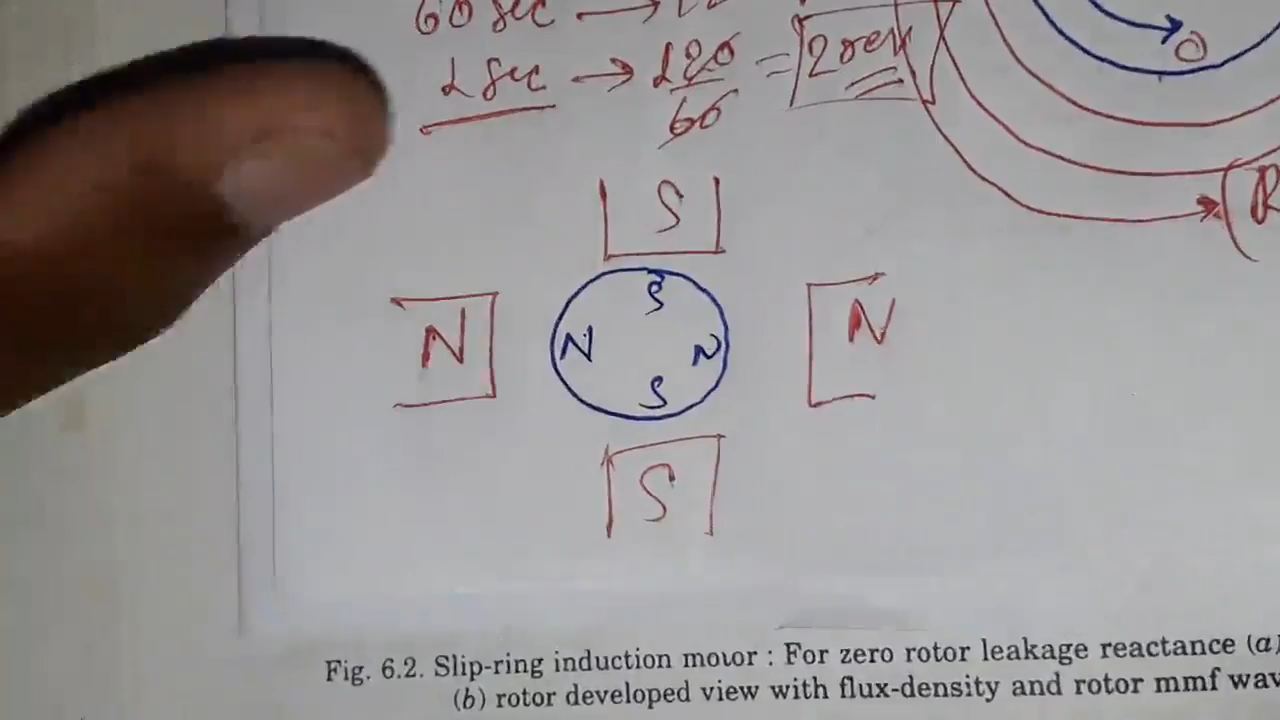 60 sec →
1 sec → 120/60 = 2 rev
S
N N
S
N N
S
S
Fig. 6.2. Slip-ring induction motor : For zero rotor leakage reactance (a)
(b) rotor developed view with flux-density and rotor mmf wav